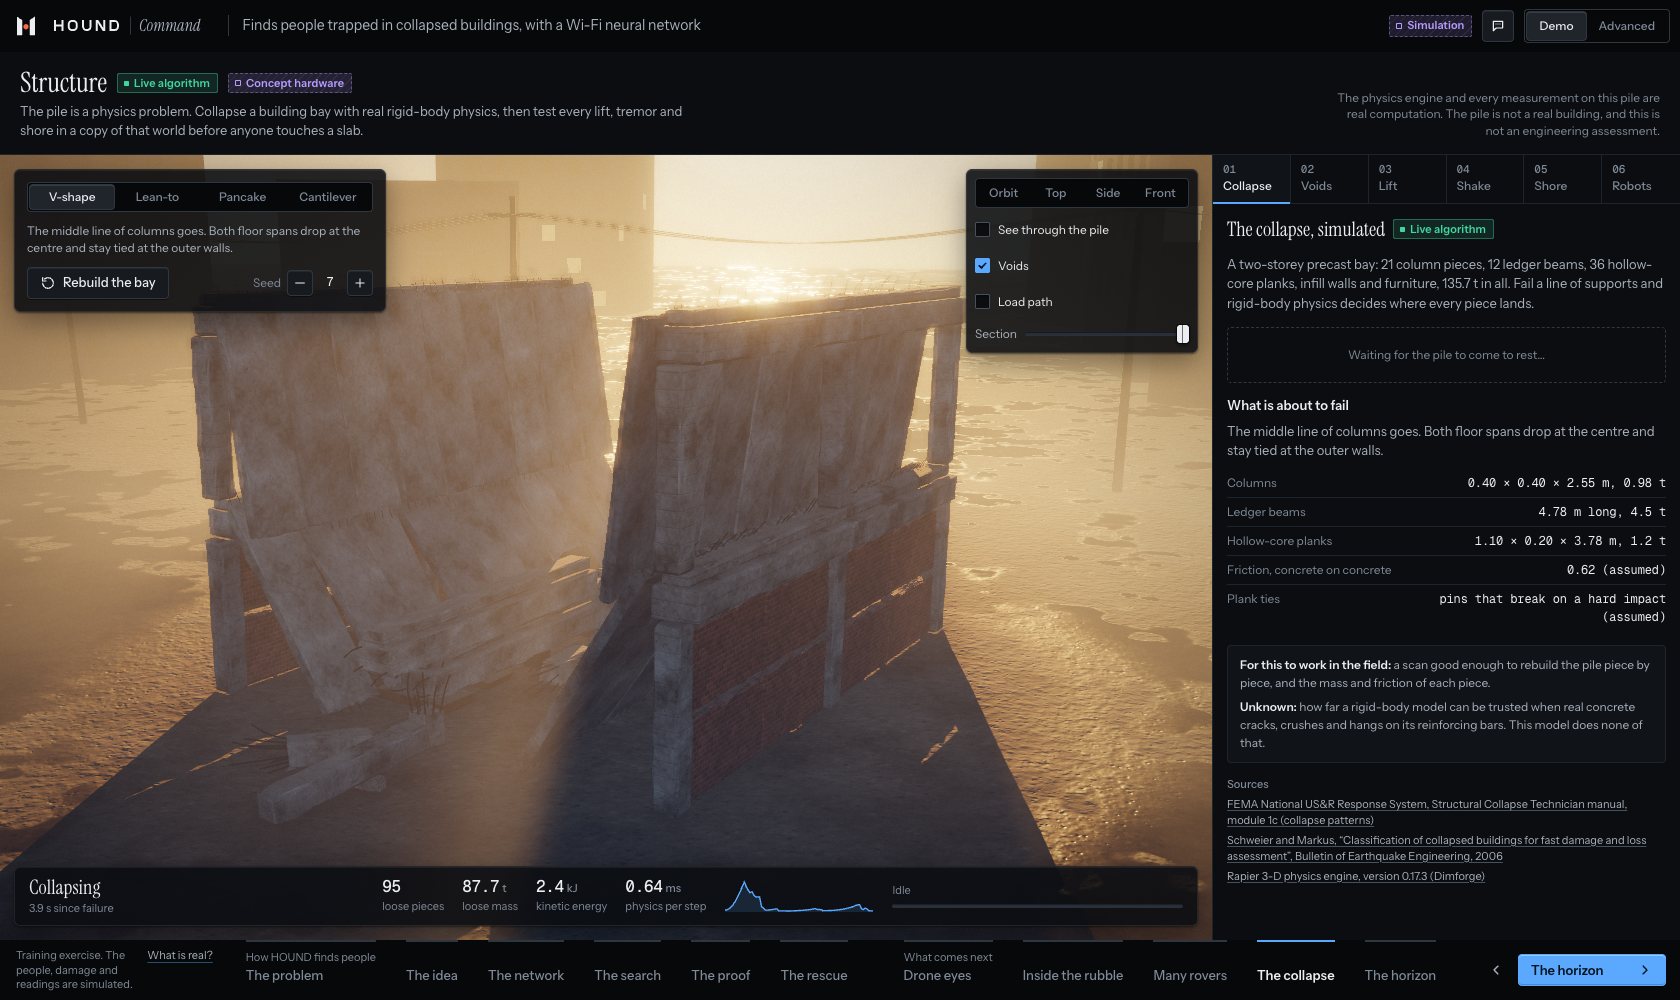 HOUND Command Finds people trapped in collapsed buildings, with a Wi-Fi neural network
Simulation
Demo Advanced
Structure Live algorithm Concept hardware
The pile is a physics problem. Collapse a building bay with real rigid-body physics, then test every lift, tremor and
shore in a copy of that world before anyone touches a slab.
The physics engine and every measurement on this pile are
real computation. The pile is not a real building, and this is
not an engineering assessment.
V-shape Lean-to Pancake Cantilever
The middle line of columns goes. Both floor spans drop at the
centre and stay tied at the outer walls.
Rebuild the bay Seed 7
Orbit Top Side Front
See through the pile
Voids
Load path
Section
01 02 03 04 05 06
Collapse Voids Lift Shake Shore Robots
The collapse, simulated Live algorithm
A two-storey precast bay: 21 column pieces, 12 ledger beams, 36 hollow-
core planks, infill walls and furniture, 135.7 t in all. Fail a line of supports and
rigid-body physics decides where every piece lands.
Waiting for the pile to come to rest…
What is about to fail
The middle line of columns goes. Both floor spans drop at the centre and
stay tied at the outer walls.
Columns 0.40 × 0.40 × 2.55 m, 0.98 t
Ledger beams 4.78 m long, 4.5 t
Hollow-core planks 1.10 × 0.20 × 3.78 m, 1.2 t
Friction, concrete on concrete 0.62 (assumed)
Plank ties pins that break on a hard impact
(assumed)
For this to work in the field: a scan good enough to rebuild the pile piece by
piece, and the mass and friction of each piece.
Unknown: how far a rigid-body model can be trusted when real concrete
cracks, crushes and hangs on its reinforcing bars. This model does none of
that.
Sources
FEMA National US&R Response System, Structural Collapse Technician manual,
module 1c (collapse patterns)
Schweier and Markus, “Classification of collapsed buildings for fast damage and loss
assessment”, Bulletin of Earthquake Engineering, 2006
Rapier 3-D physics engine, version 0.17.3 (Dimforge)
Collapsing
3.9 s since failure
95 87.7 t 2.4 kJ 0.64 ms
loose pieces loose mass kinetic energy physics per step
Idle
Training exercise. The
people, damage and
readings are simulated.
What is real?
How HOUND finds people
The problem The idea The network The search The proof The rescue
What comes next
Drone eyes Inside the rubble Many rovers The collapse The horizon
The horizon